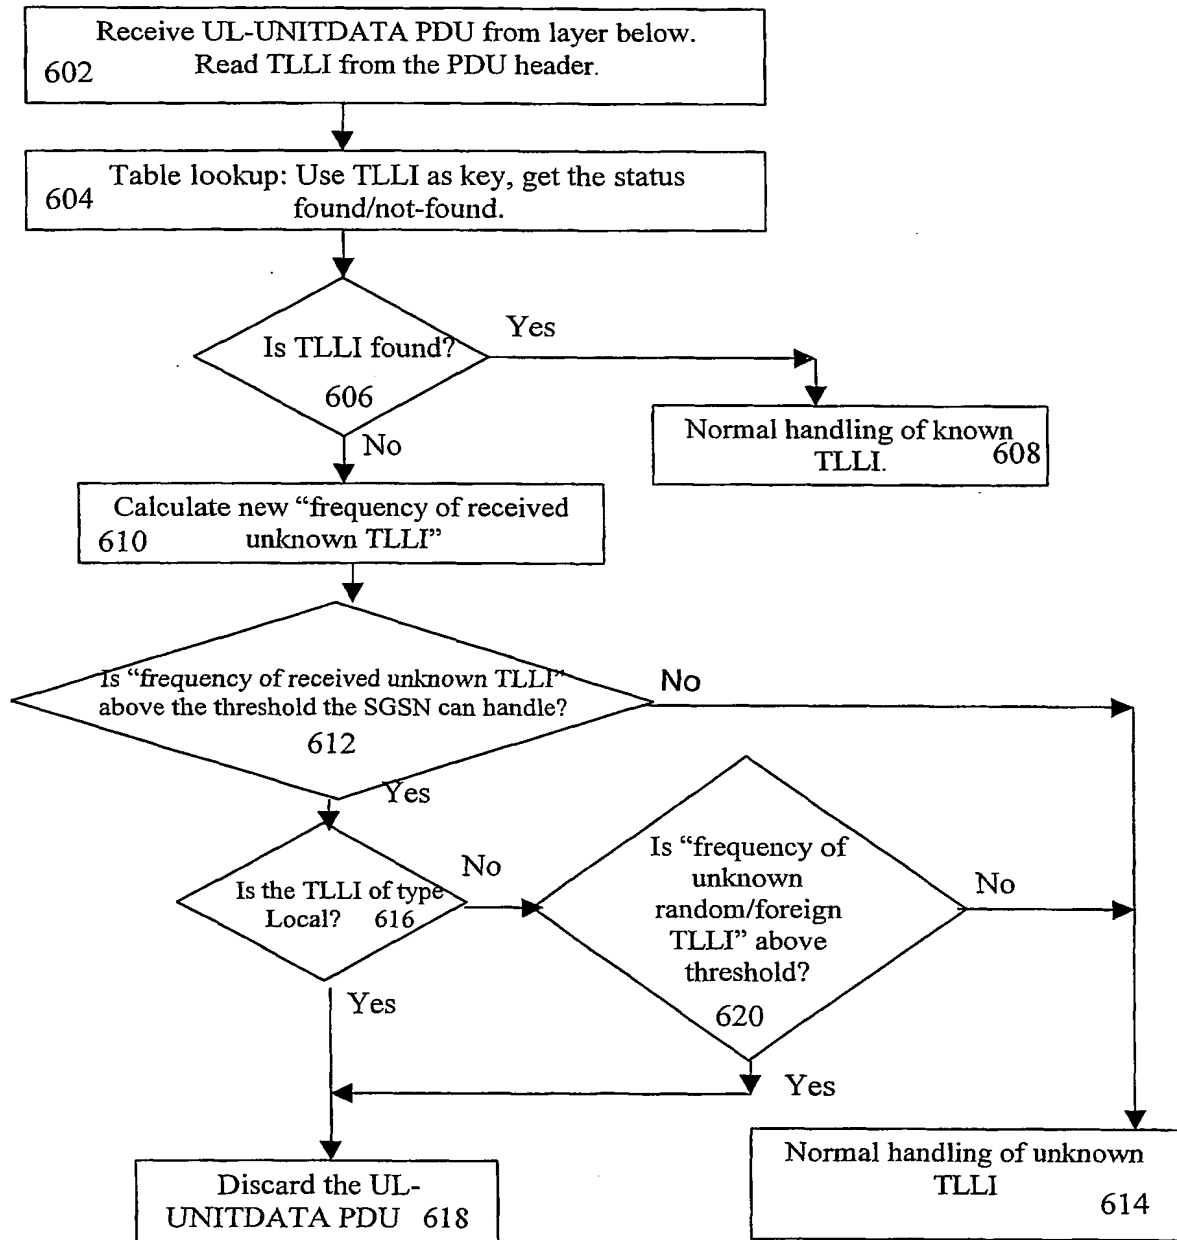 Receive UL-UNITDATA PDU from layer below.
602 Read TLLI from the PDU header.
Table lookup: Use TLLI as key, get the status
604 found/not-found.
Is TLLI found?
606
Yes
No
Normal handling of known
TLLI. 608
Calculate new “frequency of received
610 unknown TLLI”
Is “frequency of received unknown TLLI”
above the threshold the SGSN can handle?
612
No
Yes
Is the TLLI of type
Local? 616
No
Yes
Is “frequency of
unknown
random/foreign
TLLI” above
threshold?
620
No
Yes
Discard the UL-
UNITDATA PDU 618
Normal handling of unknown
TLLI
614